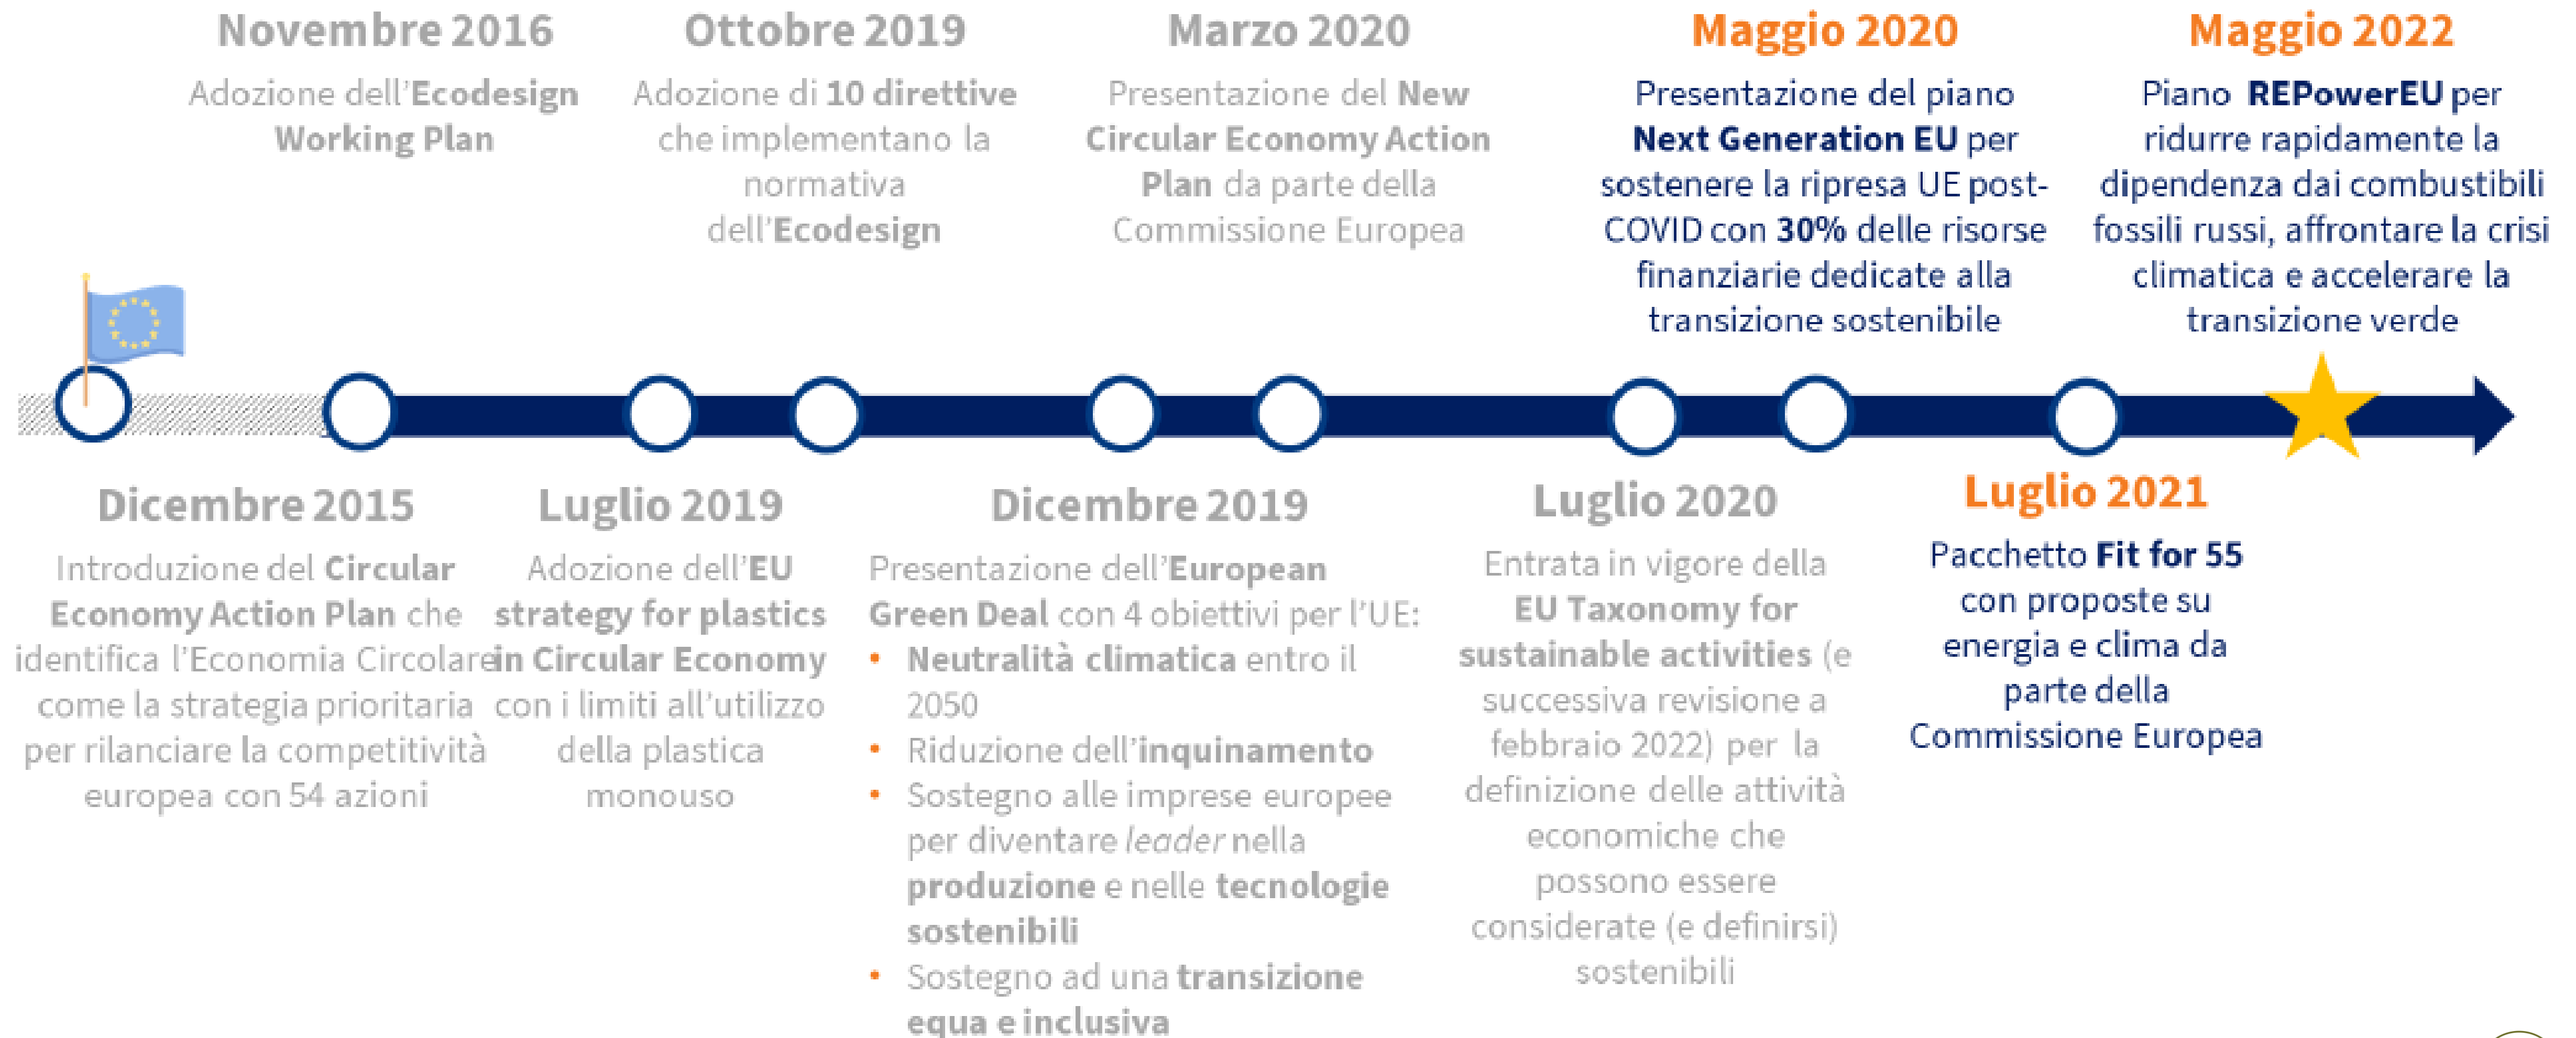 Novembre 2016
Adozione dell'Ecodesign
Working Plan
Ottobre 2019
Adozione di 10 direttive
che implementano la
normativa
dell'Ecodesign
Marzo 2020
Presentazione del New
Circular Economy Action
Plan da parte della
Commissione Europea
Maggio 2020
Presentazione del piano
Next Generation EU per
sostenere la ripresa UE post-
COVID con 30% delle risorse
finanziarie dedicate alla
transizione sostenibile
Maggio 2022
Piano REPowerEU per
ridurre rapidamente la
dipendenza dai combustibili
fossili russi, affrontare la crisi
climatica e accelerare la
transizione verde
Dicembre 2015
Introduzione del Circular
Economy Action Plan che
identifica l'Economia Circolare
come la strategia prioritaria
per rilanciare la competitività
europea con 54 azioni
Luglio 2019
Adozione dell'EU
strategy for plastics
in Circular Economy
con i limiti all'utilizzo
della plastica
monouso
Dicembre 2019
Presentazione dell'European
Green Deal con 4 obiettivi per l'UE:
• Neutralità climatica entro il
2050
• Riduzione dell'inquinamento
• Sostegno alle imprese europee
per diventare leader nella
produzione e nelle tecnologie
sostenibili
• Sostegno ad una transizione
equa e inclusiva
Luglio 2020
Entrata in vigore della
EU Taxonomy for
sustainable activities (e
successiva revisione a
febbraio 2022) per la
definizione delle attività
economiche che
possono essere
considerate (e definirsi)
sostenibili
Luglio 2021
Pacchetto Fit for 55
con proposte su
energia e clima da
parte della
Commissione Europea